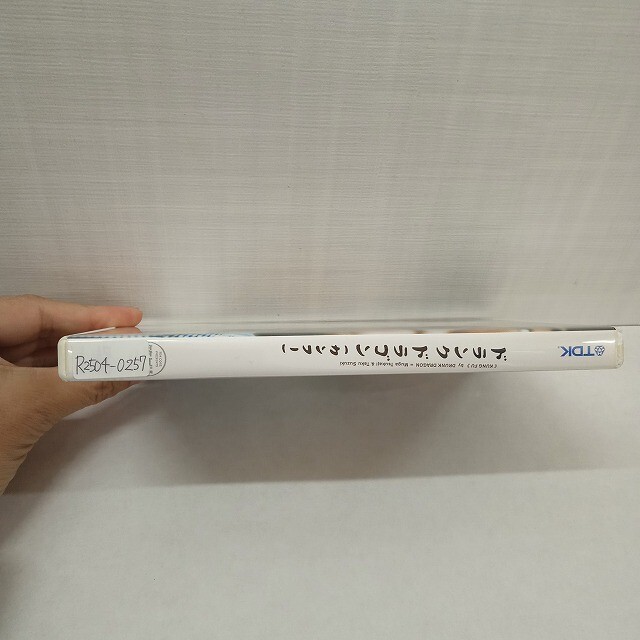 TDK
ドランクドラゴン(カンフー)
( KUNG FU ) by DRUNK DRAGON = Muga Tsukaji & Taku Suzuki
R2504-0257